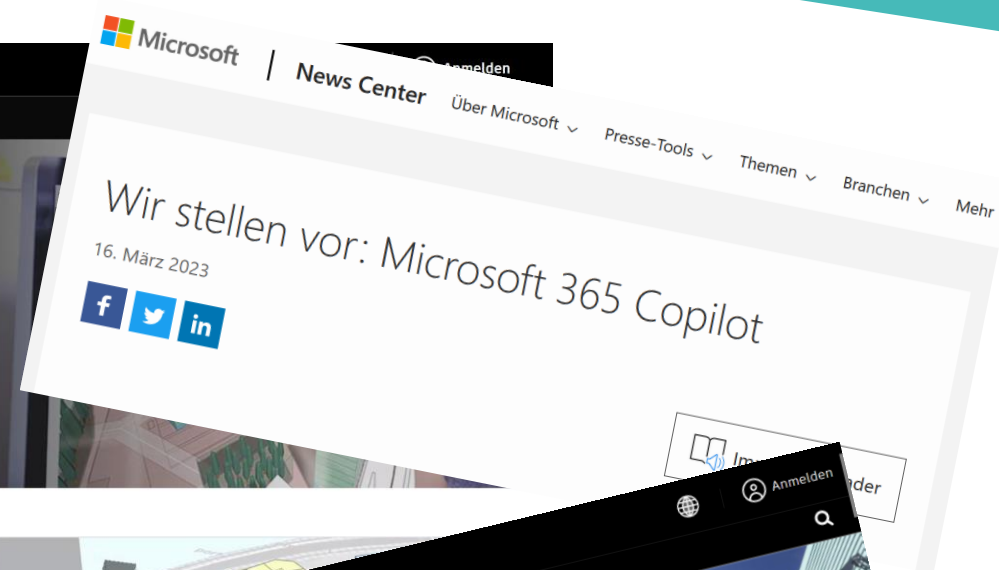 Microsoft
News Center
Über Microsoft
Presse-Tools
Themen
Branchen
Mehr
Anmelden
Wir stellen vor: Microsoft 365 Copilot
16. März 2023
f
in
Anmelden